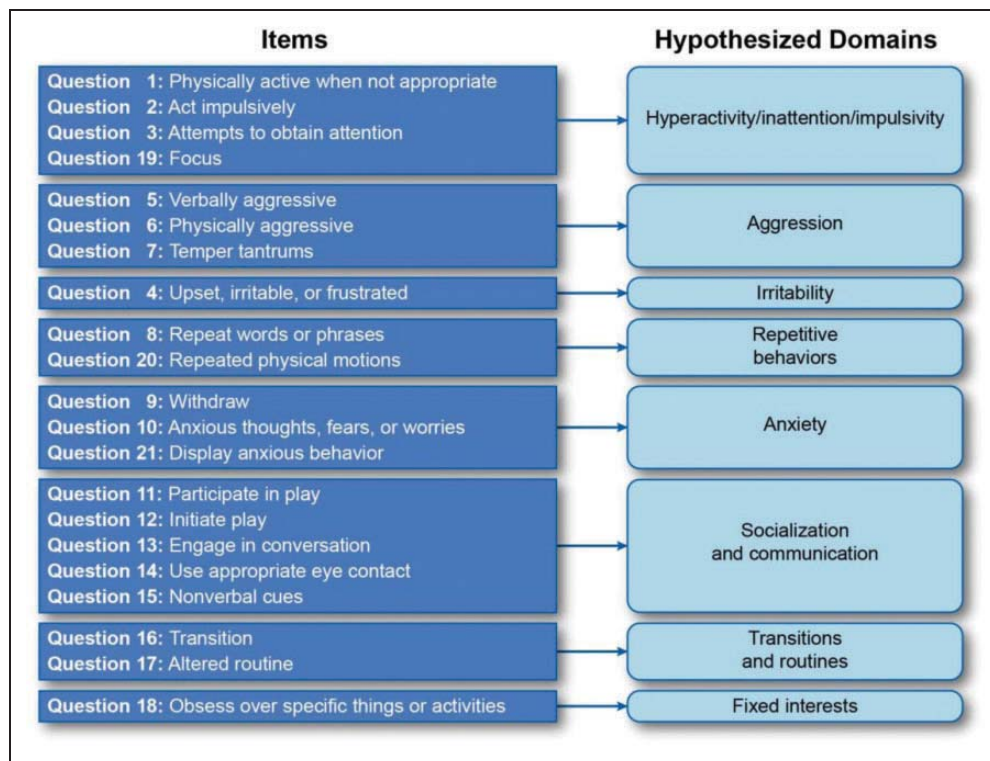 Items
Hypothesized Domains
Question 1: Physically active when not appropriate
Question 2: Act impulsively
Question 3: Attempts to obtain attention
Question 19: Focus
Hyperactivity/inattention/impulsivity
Question 5: Verbally aggressive
Question 6: Physically aggressive
Question 7: Temper tantrums
Aggression
Question 4: Upset, irritable, or frustrated
Irritability
Question 8: Repeat words or phrases
Question 20: Repeated physical motions
Repetitive
behaviors
Question 9: Withdraw
Question 10: Anxious thoughts, fears, or worries
Question 21: Display anxious behavior
Anxiety
Question 11: Participate in play
Question 12: Initiate play
Question 13: Engage in conversation
Question 14: Use appropriate eye contact
Question 15: Nonverbal cues
Socialization
and communication
Question 16: Transition
Question 17: Altered routine
Transitions
and routines
Question 18: Obsess over specific things or activities
Fixed interests